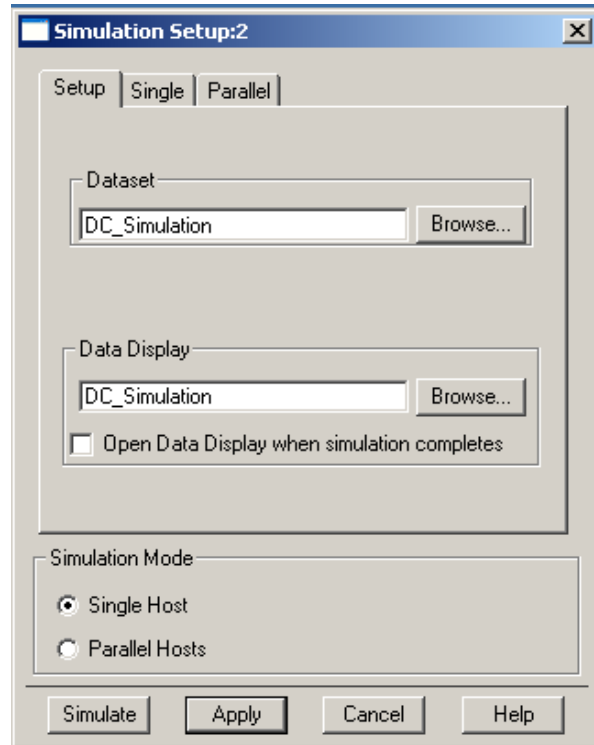 Simulation Setup:2
Setup Single Parallel
Dataset
DC_Simulation Browse...
Data Display
DC_Simulation Browse...
Open Data Display when simulation completes
Simulation Mode
Single Host
Parallel Hosts
Simulate Apply Cancel Help